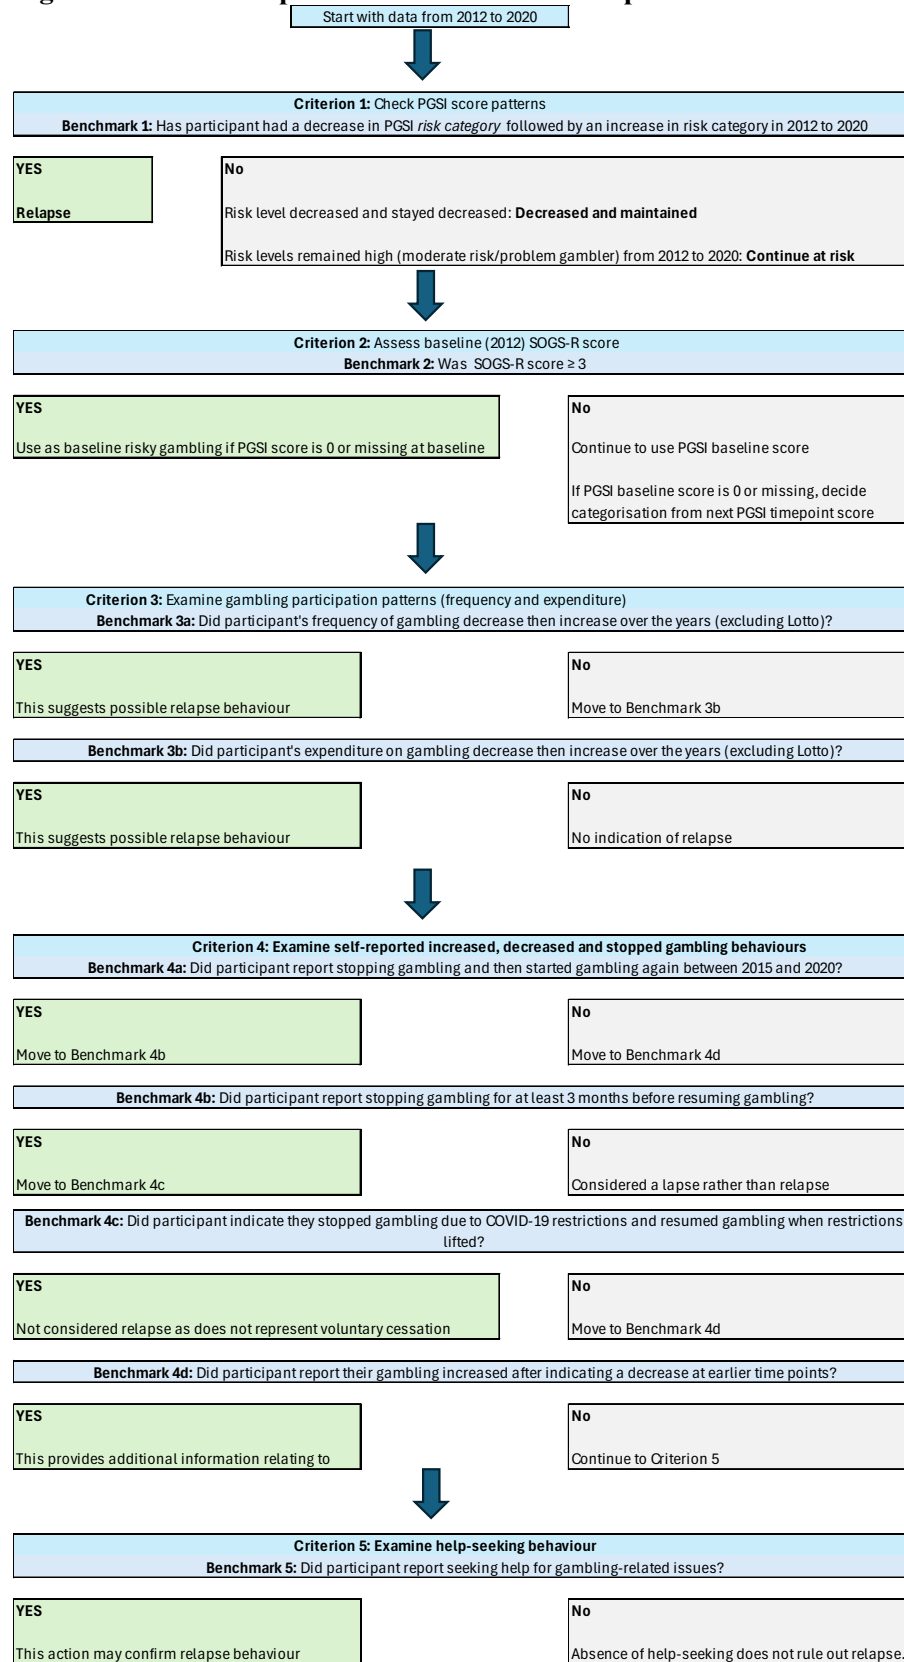 Start with data from 2012 to 2020
Criterion 1: Check PGSI score patterns
Benchmark 1: Has participant had a decrease in PGSI risk category followed by an increase in risk category in 2012 to 2020
YES
Relapse
No
Risk level decreased and stayed decreased: Decreased and maintained
Risk levels remained high (moderate risk/problem gambler) from 2012 to 2020: Continue at risk
Criterion 2: Assess baseline (2012) SOGS-R score
Benchmark 2: Was SOGS-R score ≥ 3
YES
Use as baseline risky gambling if PGSI score is 0 or missing at baseline
No
Continue to use PGSI baseline score
If PGSI baseline score is 0 or missing, decide
categorisation from next PGSI timepoint score
Criterion 3: Examine gambling participation patterns (frequency and expenditure)
Benchmark 3a: Did participant's frequency of gambling decrease then increase over the years (excluding Lotto)?
YES
This suggests possible relapse behaviour
No
Move to Benchmark 3b
Benchmark 3b: Did participant's expenditure on gambling decrease then increase over the years (excluding Lotto)?
YES
This suggests possible relapse behaviour
No
No indication of relapse
Criterion 4: Examine self-reported increased, decreased and stopped gambling behaviours
Benchmark 4a: Did participant report stopping gambling and then started gambling again between 2015 and 2020?
YES
Move to Benchmark 4b
No
Move to Benchmark 4d
Benchmark 4b: Did participant report stopping gambling for at least 3 months before resuming gambling?
YES
Move to Benchmark 4c
No
Considered a lapse rather than relapse
Benchmark 4c: Did participant indicate they stopped gambling due to COVID-19 restrictions and resumed gambling when restrictions
lifted?
YES
Not considered relapse as does not represent voluntary cessation
No
Move to Benchmark 4d
Benchmark 4d: Did participant report their gambling increased after indicating a decrease at earlier time points?
YES
This provides additional information relating to
No
Continue to Criterion 5
Criterion 5: Examine help-seeking behaviour
Benchmark 5: Did participant report seeking help for gambling-related issues?
YES
This action may confirm relapse behaviour
No
Absence of help-seeking does not rule out relapse.